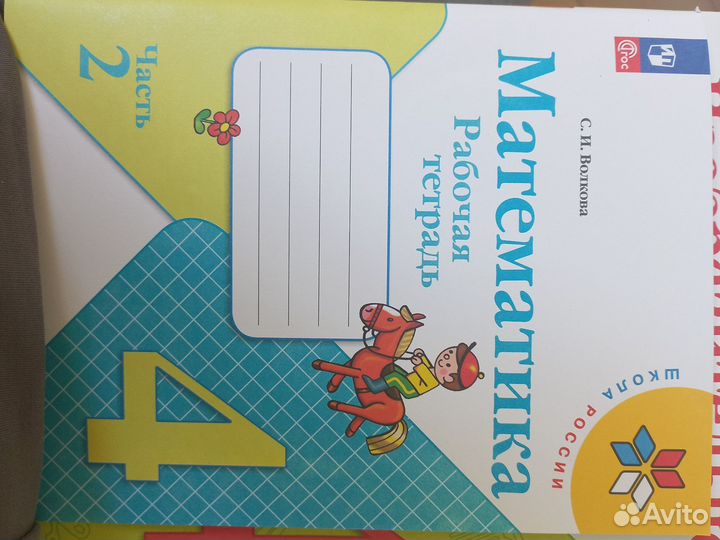 ФГОС
С. И. Волкова
Математика
Рабочая
тетрадь
ШКОЛА РОССИИ
Часть
2
4
Avito